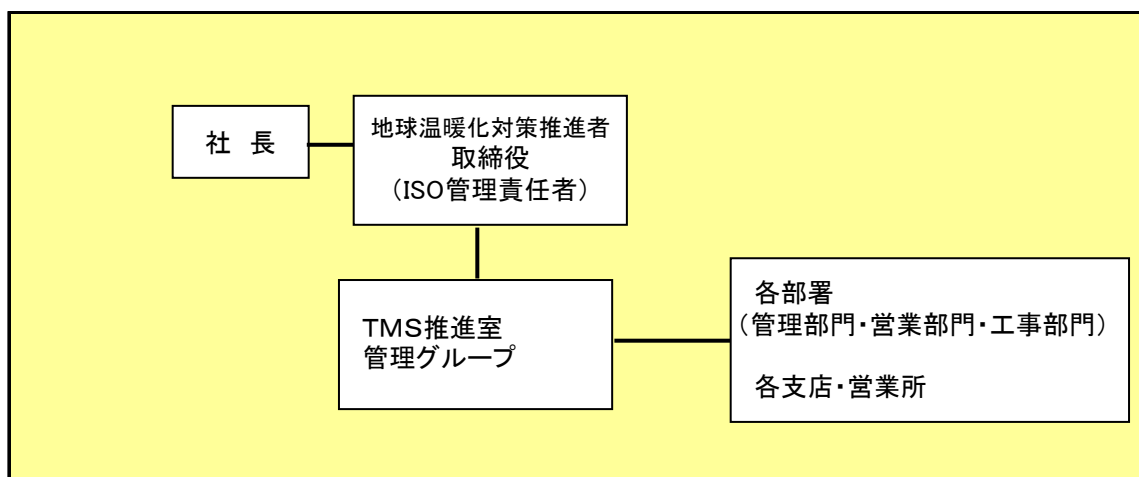 社 長
地球温暖化対策推進者
取締役
(ISO管理責任者)
TMS推進室
管理グループ
各部署
(管理部門・営業部門・工事部門)
各支店・営業所